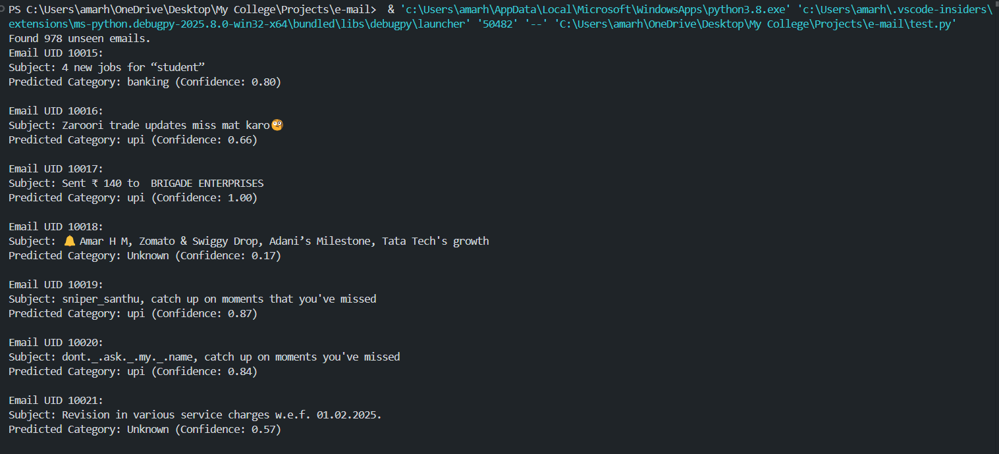 PS C:\Users\amarh\OneDrive\Desktop\My College\Projects\e-mail>  & 'c:\Users\amarh\AppData\Local\Microsoft\WindowsApps\python3.8.exe' 'c:\Users\amarh\.vscode-insiders\
extensions\ms-python.debugpy-2025.8.0-win32-x64\bundled\libs\debugpy\launcher' '50482' '--' 'C:\Users\amarh\OneDrive\Desktop\My College\Projects\e-mail\test.py'
Found 978 unseen emails.
Email UID 10015:
Subject: 4 new jobs for “student”
Predicted Category: banking (Confidence: 0.80)
Email UID 10016:
Subject: Zaroori trade updates miss mat karo🧐
Predicted Category: upi (Confidence: 0.66)
Email UID 10017:
Subject: Sent ₹ 140 to  BRIGADE ENTERPRISES
Predicted Category: upi (Confidence: 1.00)
Email UID 10018:
Subject: 🔔 Amar H M, Zomato & Swiggy Drop, Adani’s Milestone, Tata Tech's growth
Predicted Category: Unknown (Confidence: 0.17)
Email UID 10019:
Subject: sniper_santhu, catch up on moments that you've missed
Predicted Category: upi (Confidence: 0.87)
Email UID 10020:
Subject: dont._.ask._.my._.name, catch up on moments you've missed
Predicted Category: upi (Confidence: 0.84)
Email UID 10021:
Subject: Revision in various service charges w.e.f. 01.02.2025.
Predicted Category: Unknown (Confidence: 0.57)